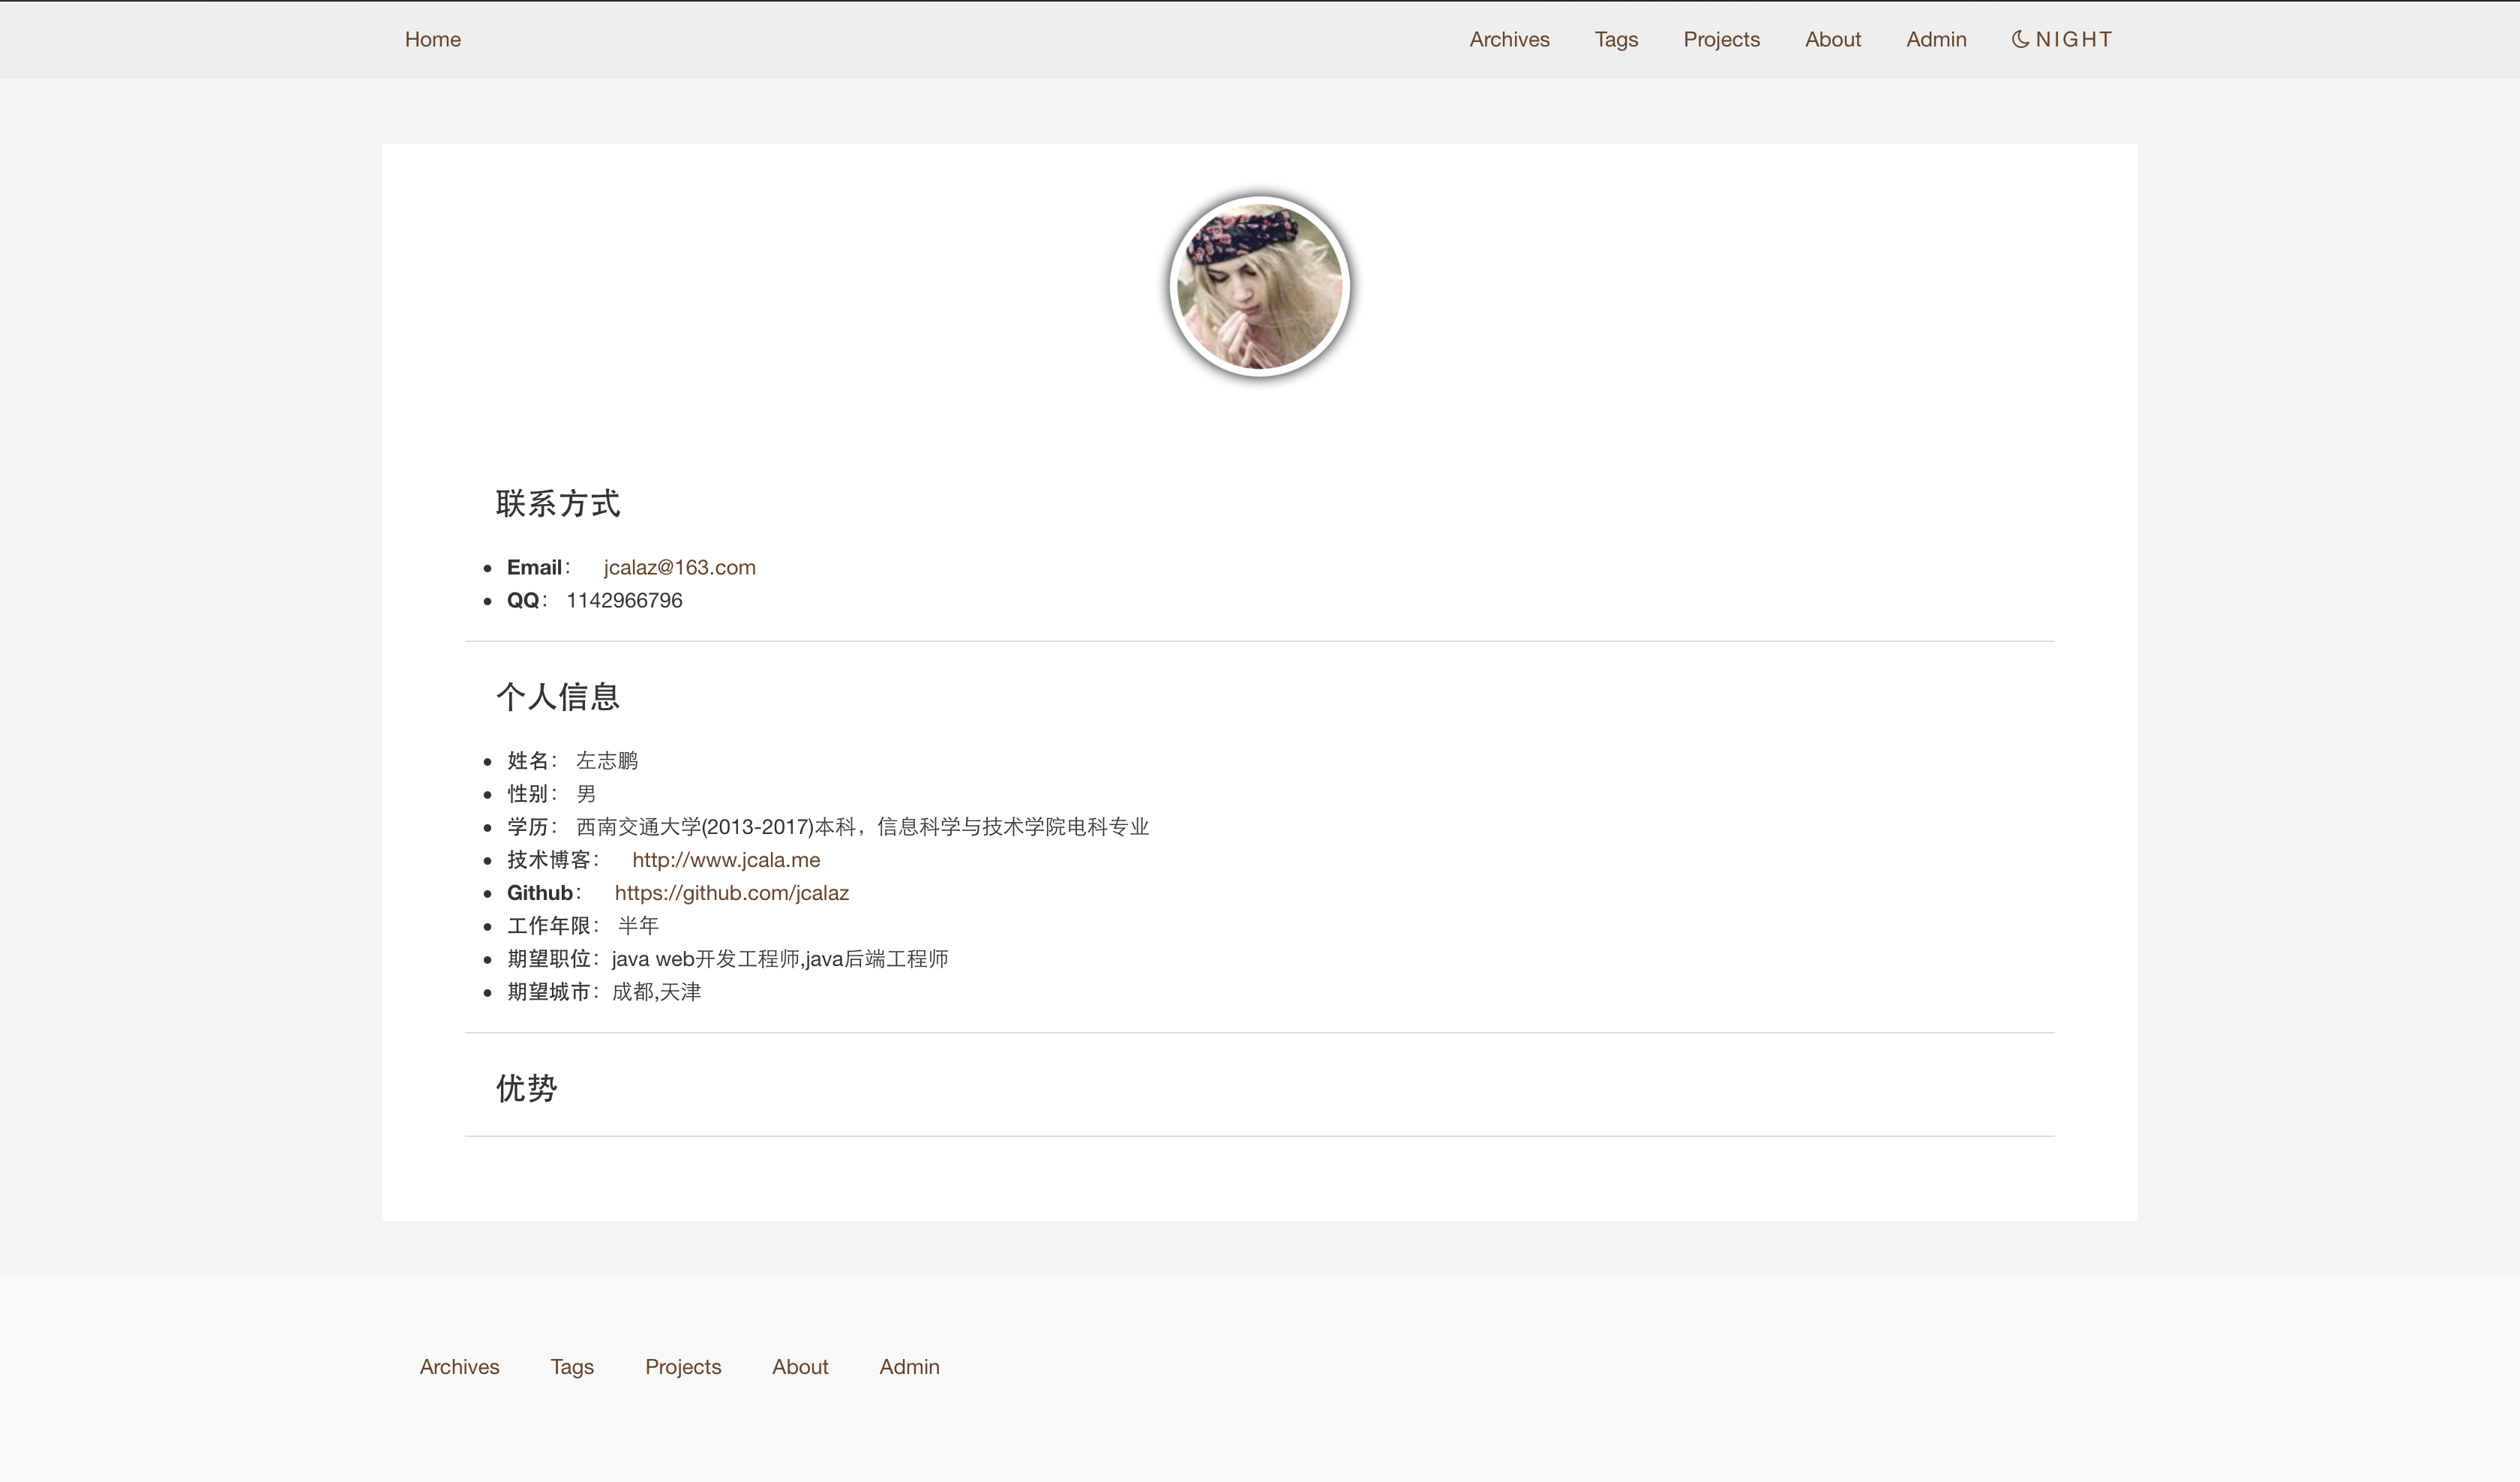 Home Archives Tags Projects About Admin NIGHT
联系方式
Email： jcalaz@163.com
QQ： 1142966796
个人信息
姓名： 左志鹏
性别： 男
学历： 西南交通大学(2013-2017)本科，信息科学与技术学院电科专业
技术博客： http://www.jcala.me
Github： https://github.com/jcalaz
工作年限： 半年
期望职位：java web开发工程师,java后端工程师
期望城市：成都,天津
优势
Archives Tags Projects About Admin